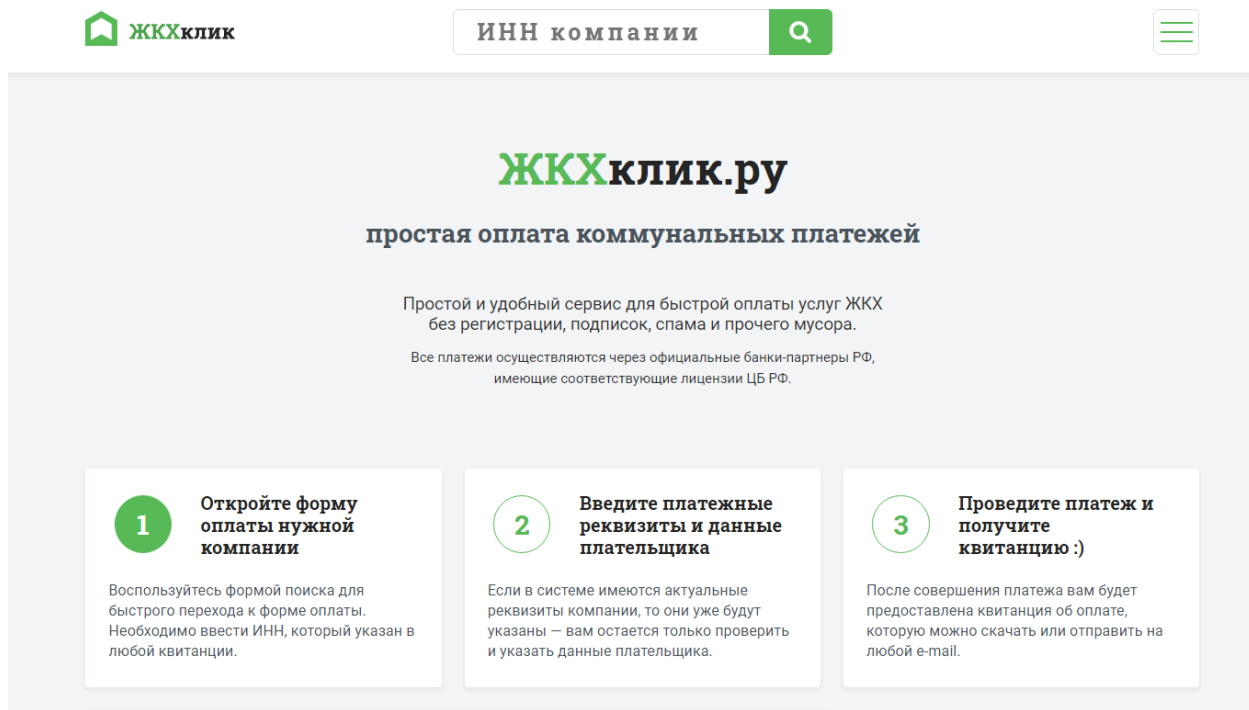 ЖКХклик
ИНН компании
ЖКХклик.ру
простая оплата коммунальных платежей
Простой и удобный сервис для быстрой оплаты услуг ЖКХ
без регистрации, подписок, спама и прочего мусора.
Все платежи осуществляются через официальные банки-партнеры РФ,
имеющие соответствующие лицензии ЦБ РФ.
1
Откройте форму
оплаты нужной
компании
Воспользуйтесь формой поиска для
быстрого перехода к форме оплаты.
Необходимо ввести ИНН, который указан в
любой квитанции.
2
Введите платежные
реквизиты и данные
плательщика
Если в системе имеются актуальные
реквизиты компании, то они уже будут
указаны — вам остается только проверить
и указать данные плательщика.
3
Проведите платеж и
получите
квитанцию :)
После совершения платежа вам будет
предоставлена квитанция об оплате,
которую можно скачать или отправить на
любой e-mail.